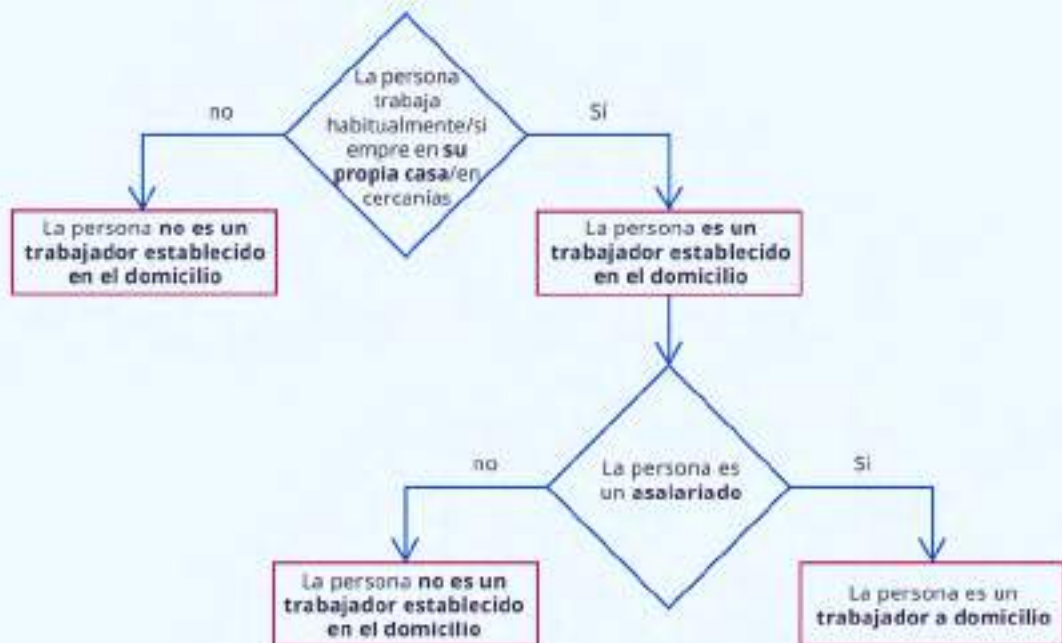 La persona
trabaja
habitualmente/si
empre en su
propia casa/en
cercanías
no
Sí
La persona no es un
trabajador establecido
en el domicilio
La persona es un
trabajador establecido
en el domicilio
La persona es
un asalariado
no
Si
La persona no es un
trabajador establecido
en el domicilio
La persona es un
trabajador a domicilio